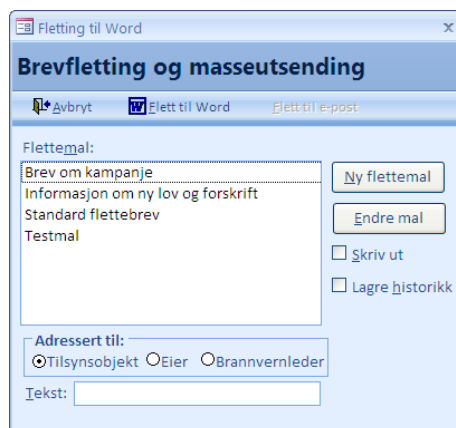 Fletting til Word
Brevfletting og masseutsending
Avbryt Flett til Word Flett til e-post
Flettemal:
Brev om kampanje
Informasjon om ny lov og forskrift
Standard flettebrev
Testmal
Ny flettemal
Endre mal
Skriv ut
Lagre historikk
Adressert til:
Tilsynsobjekt Eier Brannvernleder
Tekst: